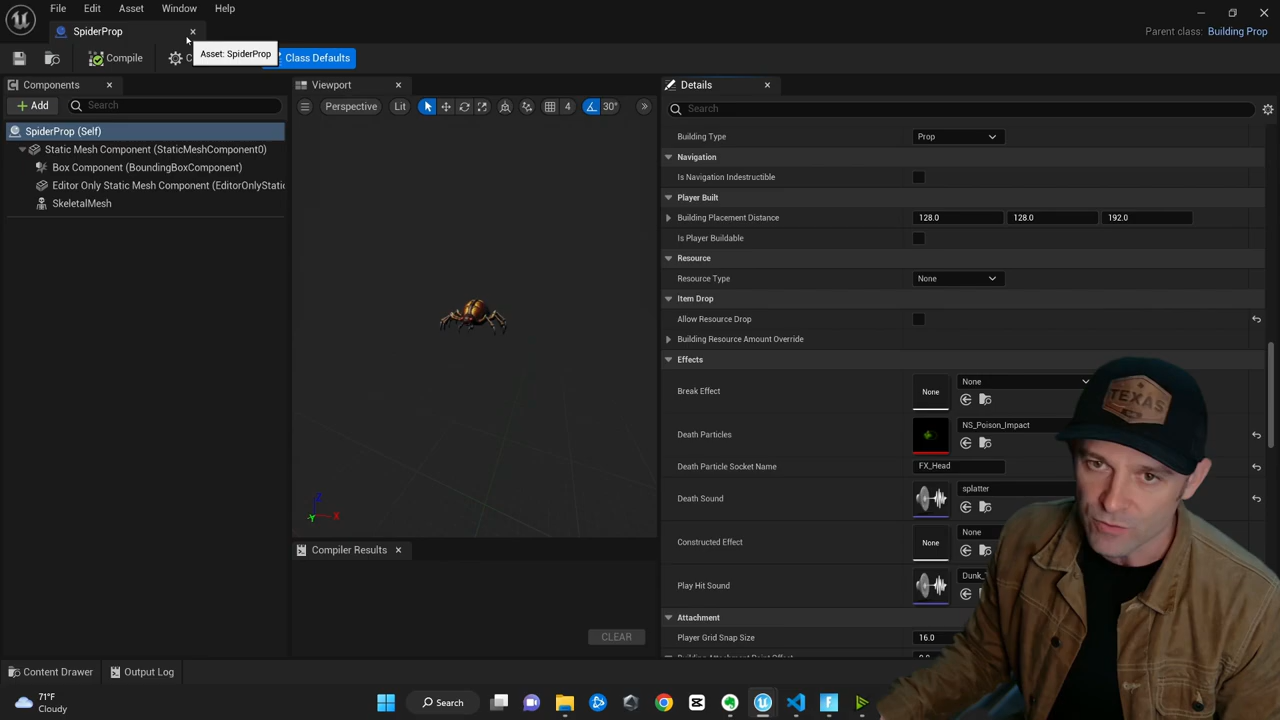 File Edit Asset Window Help
SpiderProp
Parent class: Building Prop
Asset: SpiderProp
Compile
Class Defaults
Components
Viewport
Details
Add
Search
Perspective
Lit
4
30°
Search
SpiderProp (Self)
Static Mesh Component (StaticMeshComponent0)
Box Component (BoundingBoxComponent)
Editor Only Static Mesh Component (EditorOnlyStati
SkeletalMesh
Z
Y
X
Compiler Results
CLEAR
Building Type Prop
Navigation
Is Navigation Indestructible
Player Built
Building Placement Distance 128.0 128.0 192.0
Is Player Buildable
Resource
Resource Type None
Item Drop
Allow Resource Drop
Building Resource Amount Override
Effects
Break Effect None None
Death Particles NS_Poison_Impact
Death Particle Socket Name FX_Head
Death Sound splatter
Constructed Effect None None
Play Hit Sound
Attachment
Player Grid Snap Size 16.0
Building Attachment Point Offset
TEXAS
Content Drawer
Output Log
71°F
Cloudy
Search